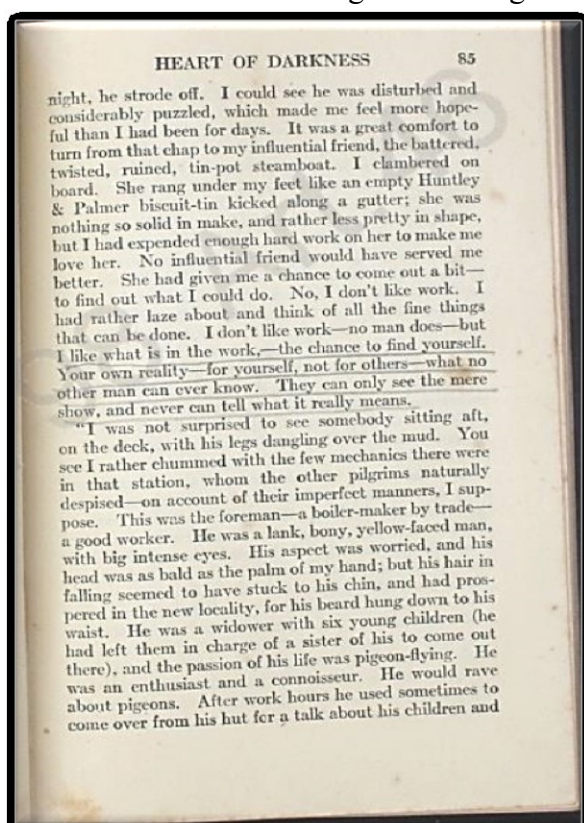 HEART OF DARKNESS 85
night, he strode off. I could see he was disturbed and
considerably puzzled, which made me feel more hope-
ful than I had been for days. It was a great comfort to
turn from that chap to my influential friend, the battered,
twisted, ruined, tin-pot steamboat. I clambered on
board. She rang under my feet like an empty Huntley
& Palmer biscuit-tin kicked along a gutter; she was
nothing so solid in make, and rather less pretty in shape,
but I had expended enough hard work on her to make me
love her. No influential friend would have served me
better. She had given me a chance to come out a bit—
to find out what I could do. No, I don't like work. I
had rather laze about and think of all the fine things
that can be done. I don't like work—no man does—but
I like what is in the work,—the chance to find yourself.
Your own reality—for yourself, not for others—what no
other man can ever know. They can only see the mere
show, and never can tell what it really means.
"I was not surprised to see somebody sitting aft,
on the deck, with his legs dangling over the mud. You
see I rather chummed with the few mechanics there were
in that station, whom the other pilgrims naturally
despised—on account of their imperfect manners, I sup-
pose. This was the foreman—a boiler-maker by trade—
a good worker. He was a lank, bony, yellow-faced man,
with big intense eyes. His aspect was worried, and his
head was as bald as the palm of my hand; but his hair in
falling seemed to have stuck to his chin, and had pros-
pered in the new locality, for his beard hung down to his
waist. He was a widower with six young children (he
had left them in charge of a sister of his to come out
there), and the passion of his life was pigeon-flying. He
was an enthusiast and a connoisseur. He would rave
about pigeons. After work hours he used sometimes to
come over from his hut for a talk about his children and